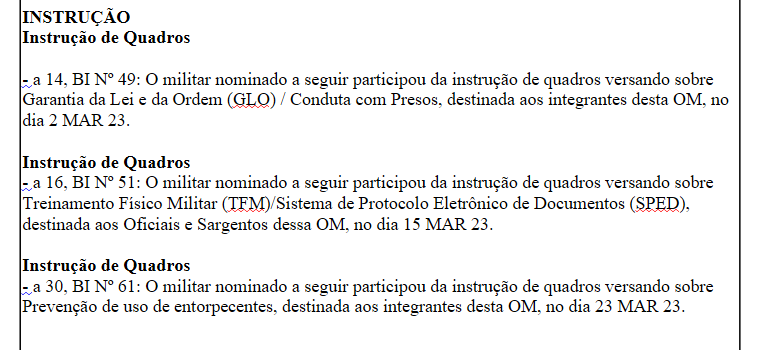 INSTRUÇÃO
Instrução de Quadros
- a 14, BI Nº 49: O militar nominado a seguir participou da instrução de quadros versando sobre
Garantia da Lei e da Ordem (GLO) / Conduta com Presos, destinada aos integrantes desta OM, no
dia 2 MAR 23.
Instrução de Quadros
- a 16, BI Nº 51: O militar nominado a seguir participou da instrução de quadros versando sobre
Treinamento Físico Militar (TFM)/Sistema de Protocolo Eletrônico de Documentos (SPED),
destinada aos Oficiais e Sargentos dessa OM, no dia 15 MAR 23.
Instrução de Quadros
- a 30, BI Nº 61: O militar nominado a seguir participou da instrução de quadros versando sobre
Prevenção de uso de entorpecentes, destinada aos integrantes desta OM, no dia 23 MAR 23.